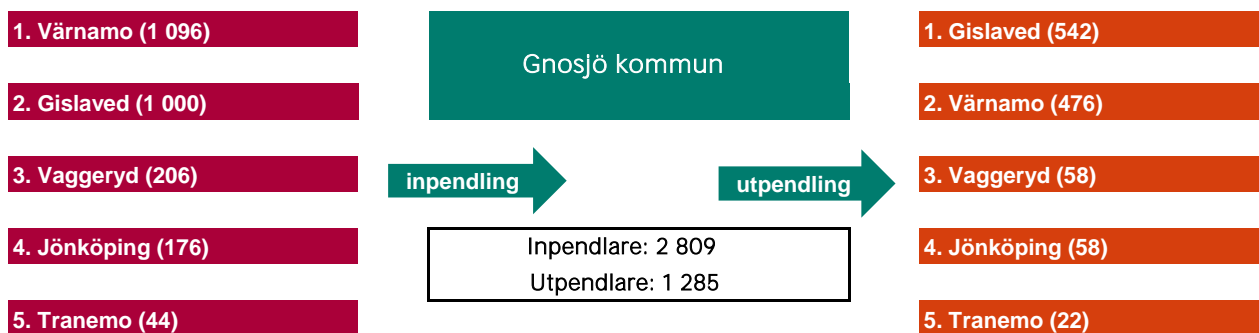 1. Värnamo (1 096)
2. Gislaved (1 000)
3. Vaggeryd (206)
4. Jönköping (176)
5. Tranemo (44)
Gnosjö kommun
inpendling
utpendling
Inpendlare: 2 809
Utpendlare: 1 285
1. Gislaved (542)
2. Värnamo (476)
3. Vaggeryd (58)
4. Jönköping (58)
5. Tranemo (22)